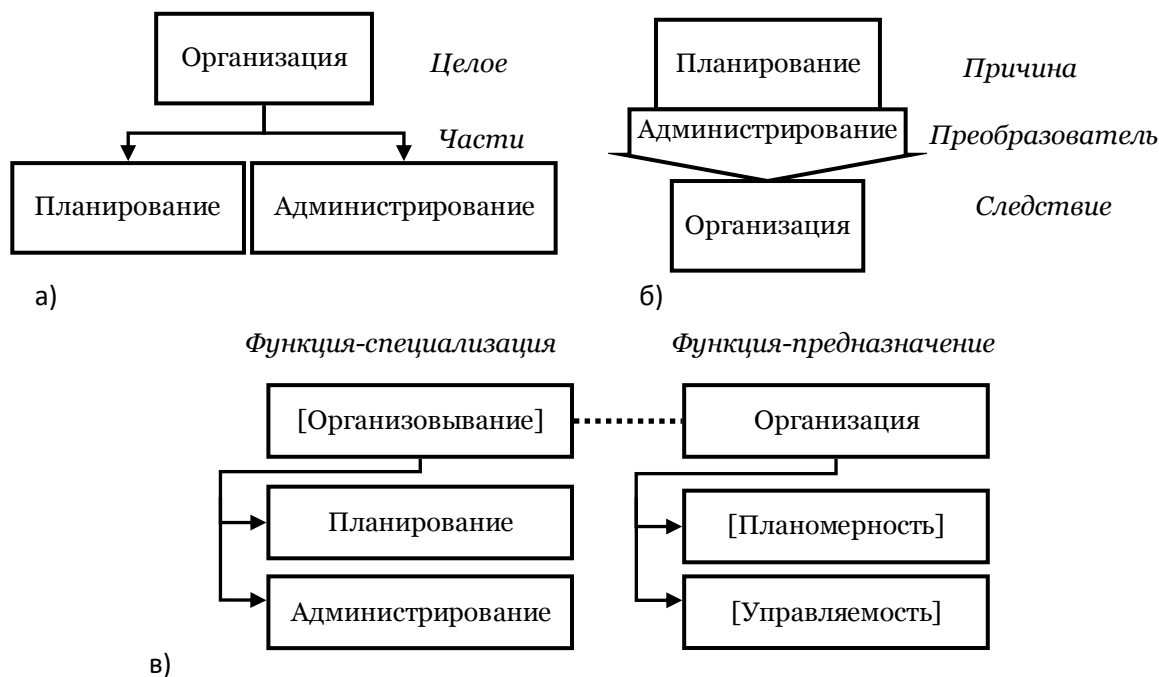 Организация
Целое
Части
Планирование
Администрирование
а)
Планирование
Причина
Администрирование
Преобразователь
Организация
Следствие
б)
Функция-специализация
Функция-предназначение
[Организовывание]
Организация
Планирование
[Планомерность]
Администрирование
[Управляемость]
в)